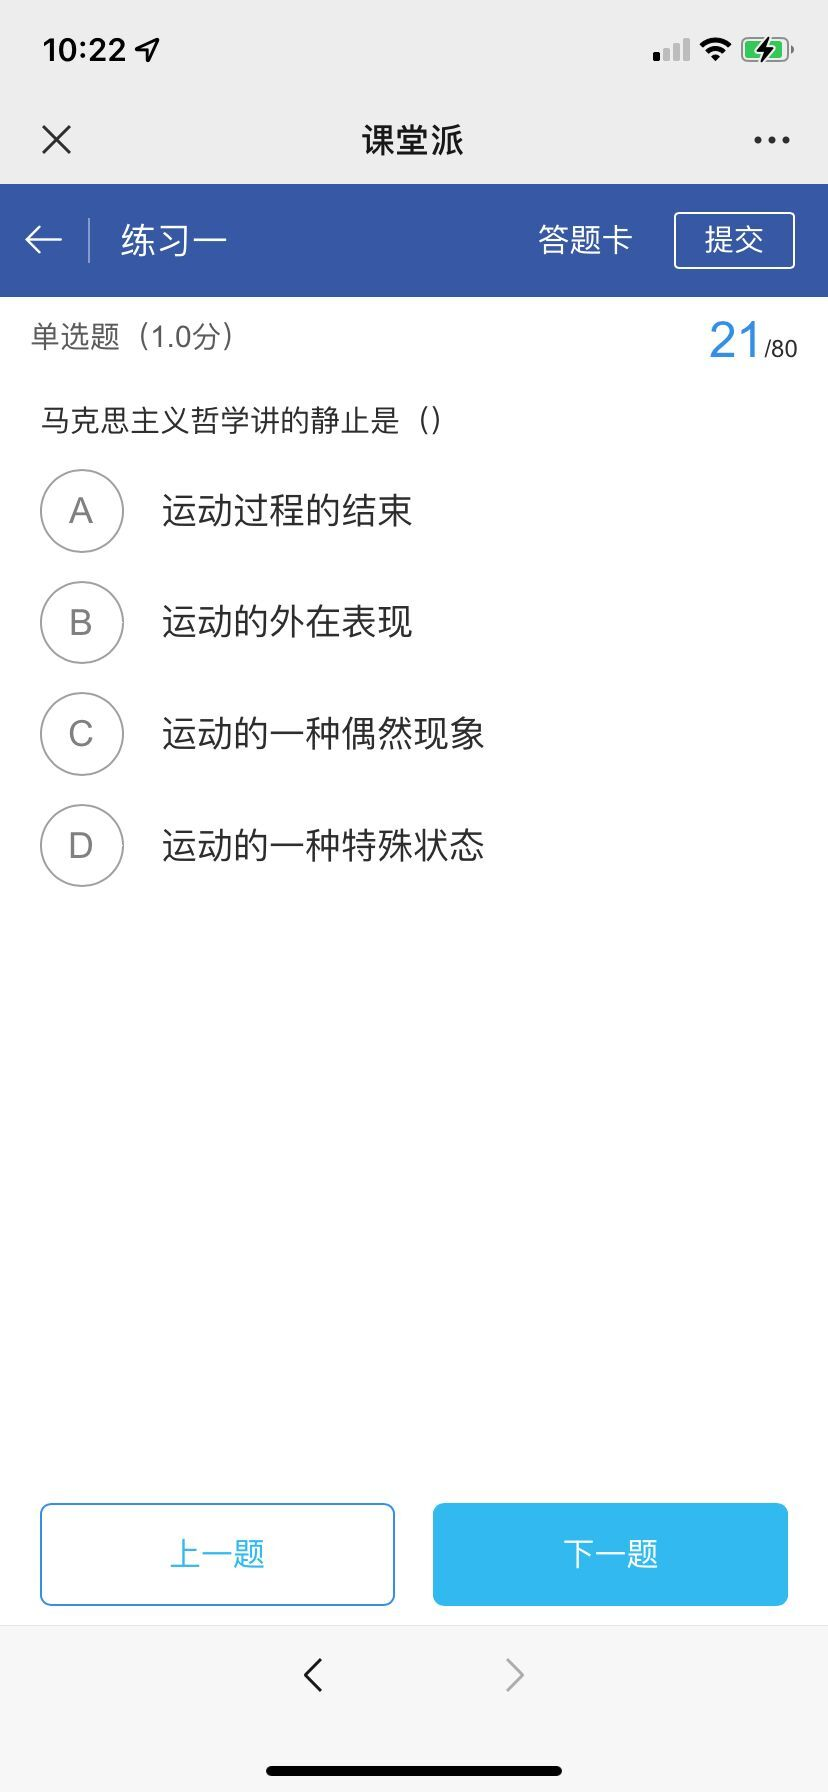 10:22
课堂派
练习一 答题卡 提交
单选题（1.0分） 21/80
马克思主义哲学讲的静止是（）
A 运动过程的结束
B 运动的外在表现
C 运动的一种偶然现象
D 运动的一种特殊状态
上一题 下一题